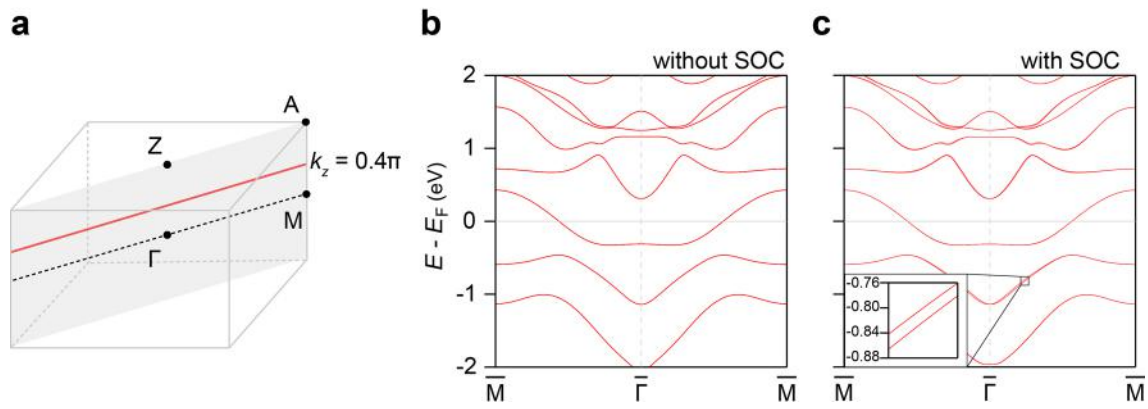 a
A
Z
k_z = 0.4π
M
Γ
b
without SOC
E - E_F (eV)
2
1
0
-1
-2
M̅
Γ̅
M̅
c
with SOC
-0.76
-0.80
-0.84
-0.88
M̅
Γ̅
M̅